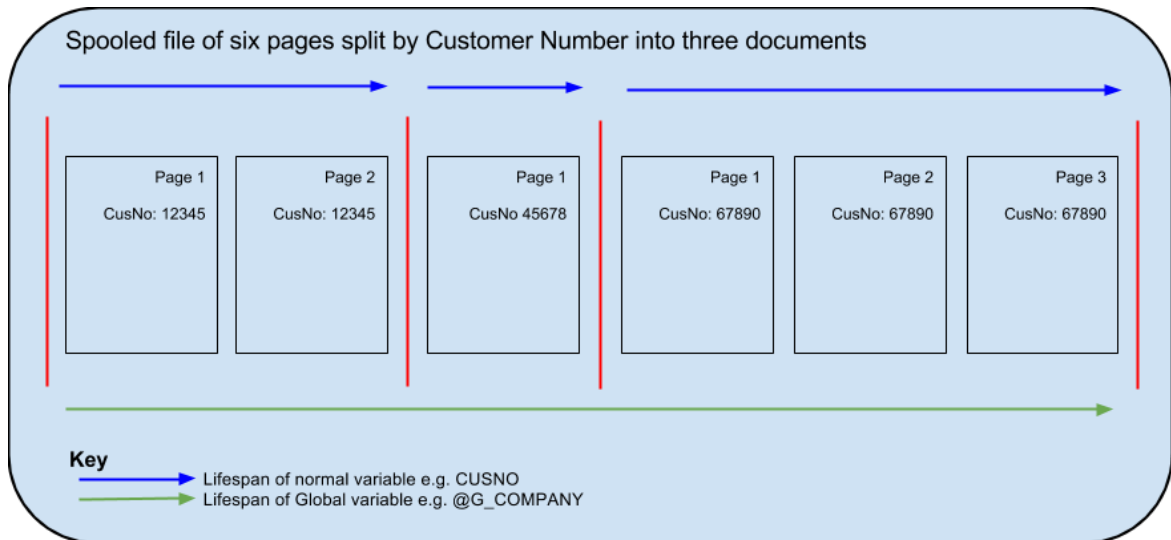 Spooled file of six pages split by Customer Number into three documents
Page 1
CusNo: 12345
Page 2
CusNo: 12345
Page 1
CusNo 45678
Page 1
CusNo: 67890
Page 2
CusNo: 67890
Page 3
CusNo: 67890
Key
Lifespan of normal variable e.g. CUSNO
Lifespan of Global variable e.g. @G_COMPANY